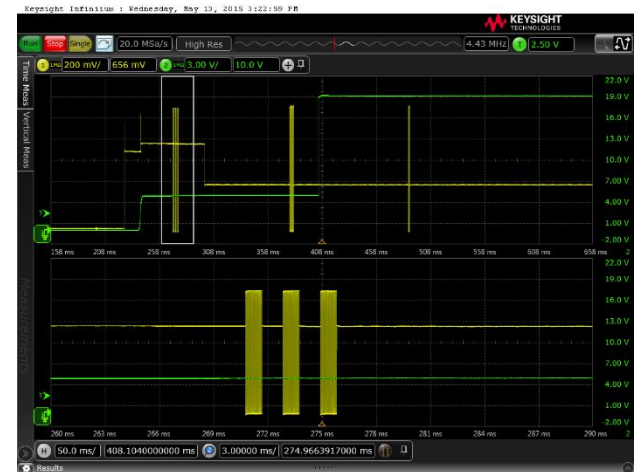 Keysight Infiniium : Wednesday, May 13, 2015 3:22:59 PM
KEYSIGHT
TECHNOLOGIES
Run Stop Single 20.0 MSa/s High Res 4.43 MHz T 2.50 V
1 200 mV/ 656 mV 2 3.00 V/ 10.0 V
Time Meas
Vertical Meas
Measurements
22.0 V
19.0 V
16.0 V
13.0 V
10.0 V
7.00 V
4.00 V
1.00 V
-2.00 V
158 ms 208 ms 258 ms 308 ms 358 ms 408 ms 458 ms 508 ms 558 ms 608 ms 658 ms 2
22.0 V
19.0 V
16.0 V
13.0 V
10.0 V
7.00 V
4.00 V
1.00 V
-2.00 V
260 ms 263 ms 266 ms 269 ms 272 ms 275 ms 278 ms 281 ms 284 ms 287 ms 290 ms 2
H 50.0 ms/ 408.1040000000 ms 3.00000 ms/ 274.9663917000 ms
Results